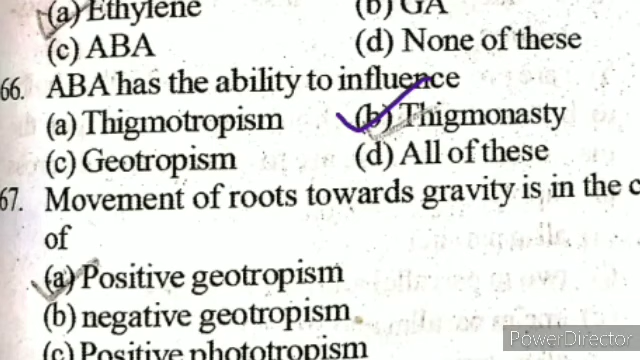 (a) Ethylene (b) GA
(c) ABA (d) None of these
66. ABA has the ability to influence
(a) Thigmotropism (b) Thigmonasty
(c) Geotropism (d) All of these
67. Movement of roots towards gravity is in the c
of
(a) Positive geotropism
(b) negative geotropism
(c) Positive phototropism
PowerDirector